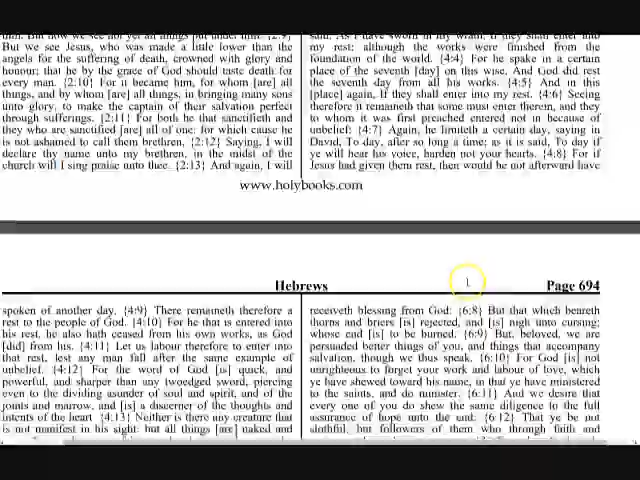 But we see Jesus, who was made a little lower than the
angels for the suffering of death, crowned with glory and
honour; that he by the grace of God should taste death for
every man. {2:10} For it became him, for whom [are] all
things, and by whom [are] all things, in bringing many sons
unto glory, to make the captain of their salvation perfect
through sufferings. {2:11} For both he that sanctifieth and
they who are sanctified [are] all of one: for which cause he
is not ashamed to call them brethren, {2:12} Saying, I will
declare thy name unto my brethren, in the midst of the
church will I sing praise unto thee. {2:13} And again, I will
my rest: although the works were finished from the
foundation of the world. {4:4} For he spake in a certain
place of the seventh [day] on this wise, And God did rest
the seventh day from all his works. {4:5} And in this
[place] again, If they shall enter into my rest. {4:6} Seeing
therefore it remaineth that some must enter therein, and they
to whom it was first preached entered not in because of
unbelief: {4:7} Again, he limiteth a certain day, saying in
David, To day, after so long a time; as it is said, To day if
ye will hear his voice, harden not your hearts. {4:8} For if
Jesus had given them rest, then would he not afterward have
www.holybooks.com
Hebrews Page 694
spoken of another day. {4:9} There remaineth therefore a
rest to the people of God. {4:10} For he that is entered into
his rest, he also hath ceased from his own works, as God
[did] from his. {4:11} Let us labour therefore to enter into
that rest, lest any man fall after the same example of
unbelief. {4:12} For the word of God [is] quick, and
powerful, and sharper than any twoedged sword, piercing
even to the dividing asunder of soul and spirit, and of the
joints and marrow, and [is] a discerner of the thoughts and
intents of the heart. {4:13} Neither is there any creature that
is not manifest in his sight: but all things [are] naked and
receiveth blessing from God: {6:8} But that which beareth
thorns and briers [is] rejected, and [is] nigh unto cursing;
whose end [is] to be burned. {6:9} But, beloved, we are
persuaded better things of you, and things that accompany
salvation, though we thus speak. {6:10} For God [is] not
unrighteous to forget your work and labour of love, which
ye have shewed toward his name, in that ye have ministered
to the saints, and do minister. {6:11} And we desire that
every one of you do shew the same diligence to the full
assurance of hope unto the end: {6:12} That ye be not
slothful, but followers of them who through faith and